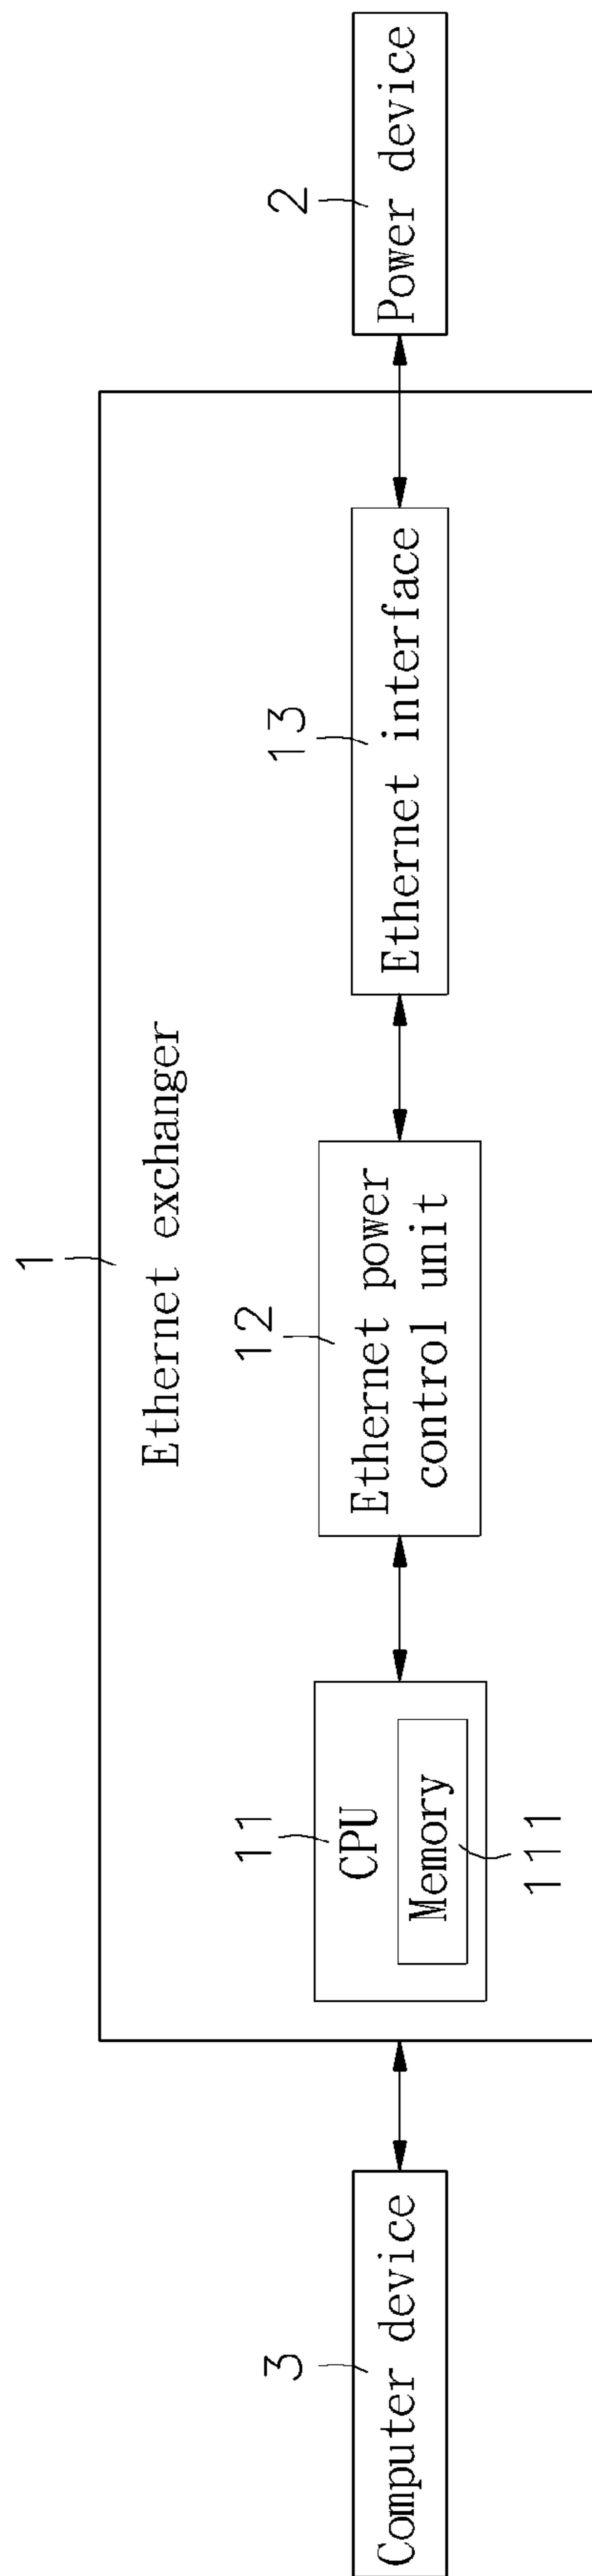 1
Ethernet exchanger
3
Computer device
11
CPU
Memory
111
12
Ethernet power
control unit
13
Ethernet interface
2
Power device